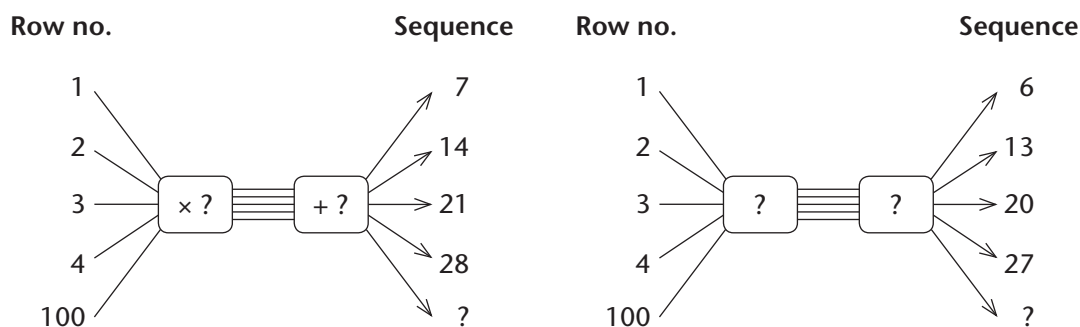 Row no. Sequence Row no. Sequence
1 7 1 6
2 14 2 13
3 × ? + ? 21 3 ? ? 20
4 28 4 27
100 ? 100 ?